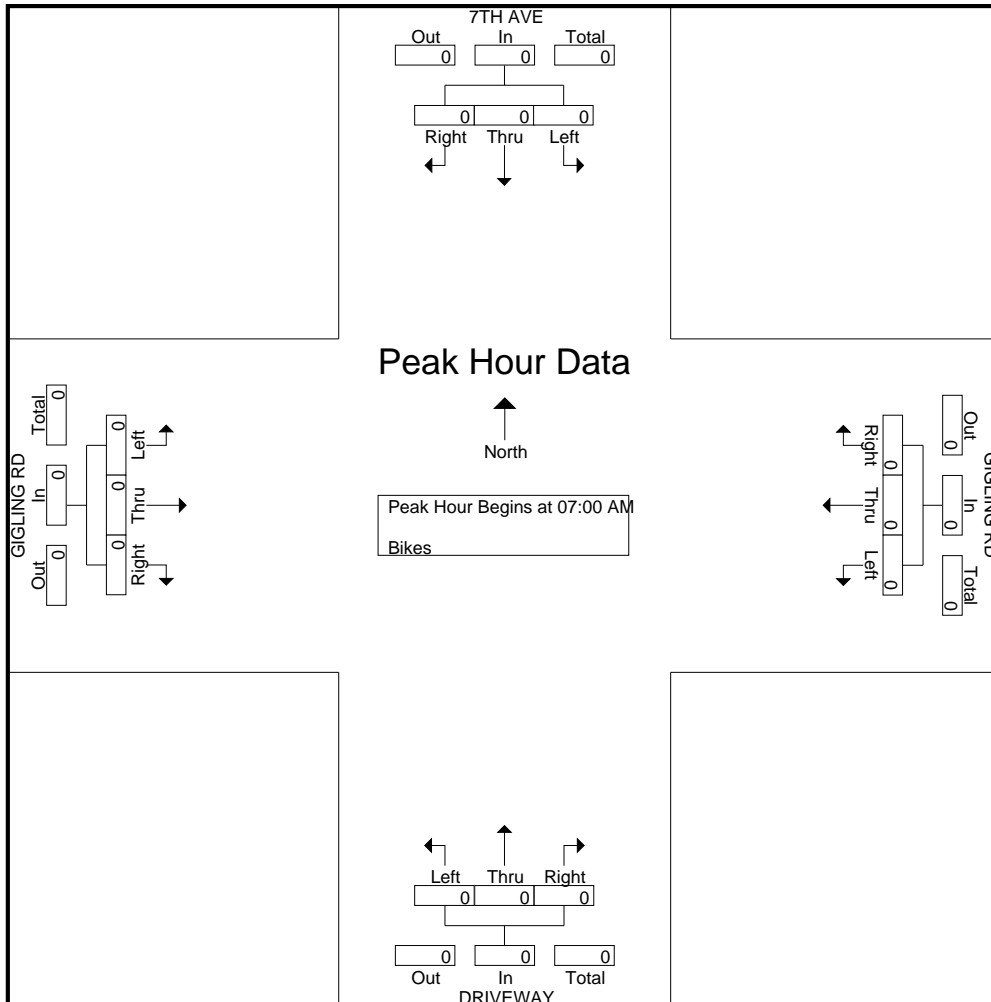 7TH AVE
Out In Total
0 0 0
0 0 0
Right Thru Left
Peak Hour Data
North
Peak Hour Begins at 07:00 AM
Bikes
GIGLING RD
Total In Out
0 0 0
0 0 0
Left Thru Right
GIGLING RD
Out In Total
0 0 0
0 0 0
Right Thru Left
Left Thru Right
0 0 0
0 0 0
Out In Total
DRIVEWAY